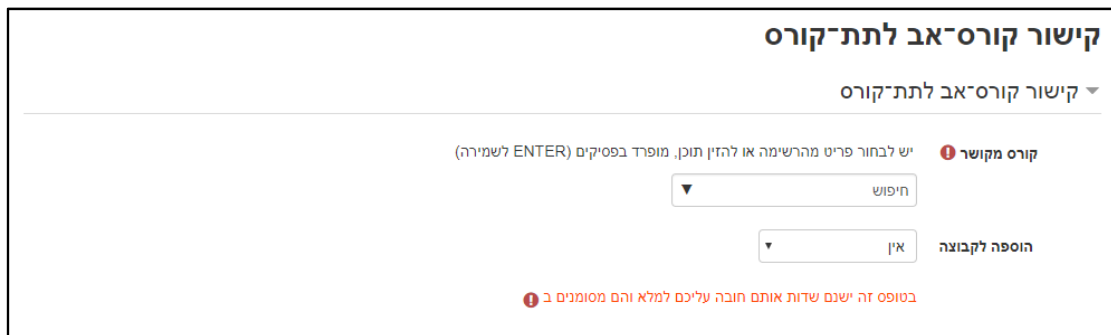 קישור קורס־אב לתת־קורס
קישור קורס־אב לתת־קורס
קורס מקושר
יש לבחור פריט מהרשימה או להזין תוכן, מופרד בפסיקים (ENTER לשמירה)
חיפוש
הוספה לקבוצה
אין
בטופס זה ישנם שדות אותם חובה עליכם למלא והם מסומנים ב